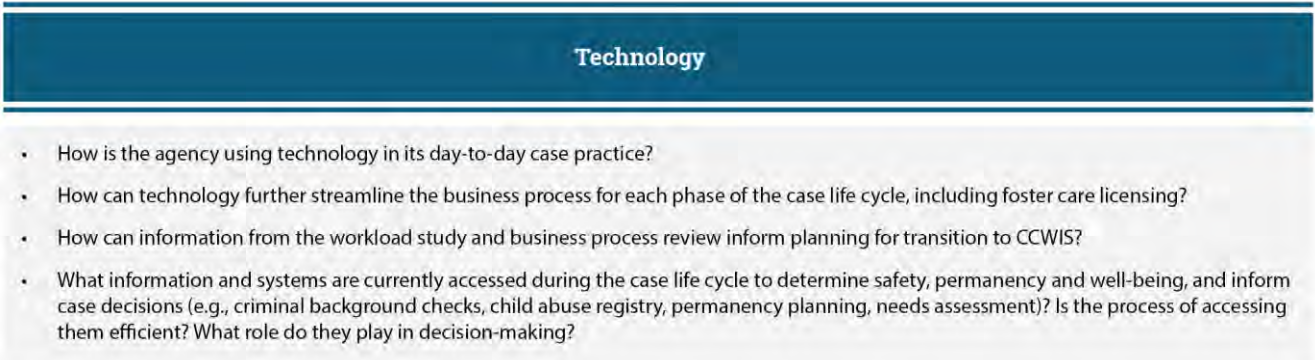 Technology
• How is the agency using technology in its day-to-day case practice?
• How can technology further streamline the business process for each phase of the case life cycle, including foster care licensing?
• How can information from the workload study and business process review inform planning for transition to CCWIS?
• What information and systems are currently accessed during the case life cycle to determine safety, permanency and well-being, and inform
case decisions (e.g., criminal background checks, child abuse registry, permanency planning, needs assessment)? Is the process of accessing
them efficient? What role do they play in decision-making?